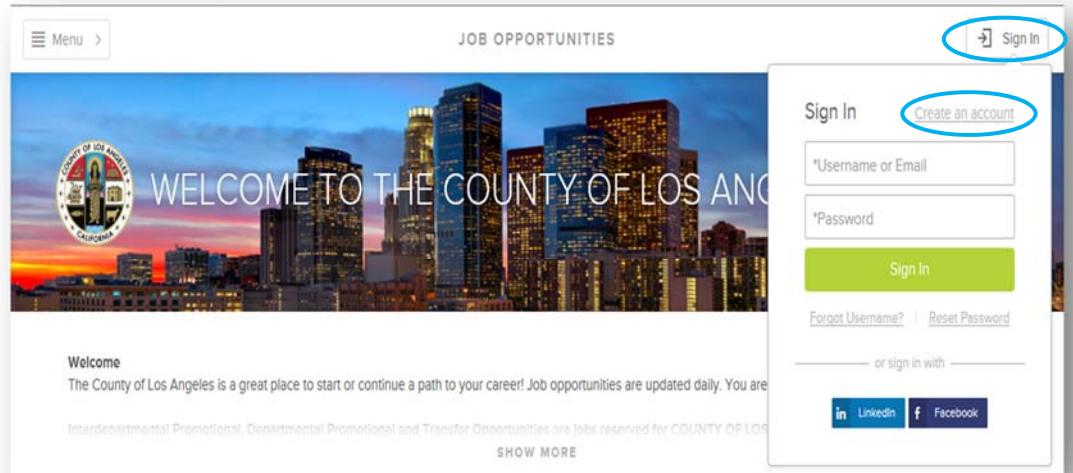 Menu >
JOB OPPORTUNITIES
Sign In
Sign In
Create an account
*Username or Email
*Password
Sign In
Forgot Username? | Reset Password
or sign in with
in LinkedIn
f Facebook
COUNTY OF LOS ANGELES
CALIFORNIA
WELCOME TO THE COUNTY OF LOS ANG
Welcome
The County of Los Angeles is a great place to start or continue a path to your career! Job opportunities are updated daily. You are
Interdepartmental Promotional, Departmental Promotional and Transfer Opportunities are jobs reserved for COUNTY OF LOS
SHOW MORE